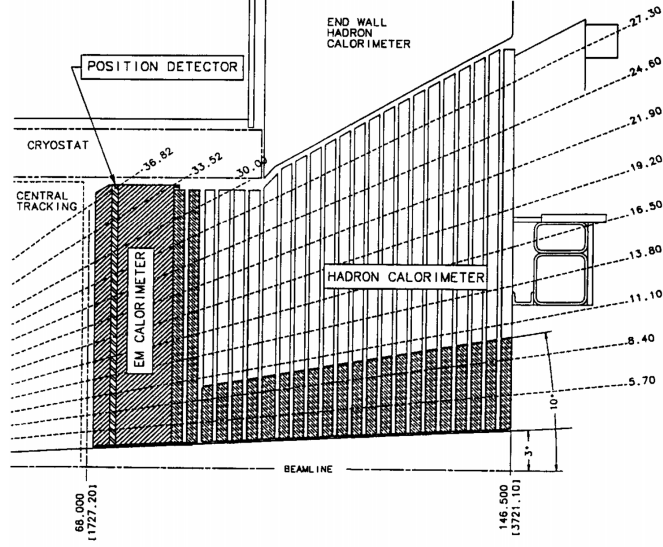 END WALL
HADRON
CALORIMETER
27.30
POSITION DETECTOR
24.60
CRYOSTAT
21.90
36.82
33.52
30.00
19.20
CENTRAL
TRACKING
16.50
EM CALORIMETER
HADRON CALORIMETER
13.80
11.10
8.40
5.70
10°
3°
BEAMLINE
68.000
[1727.20]
146.500
[3721.10]